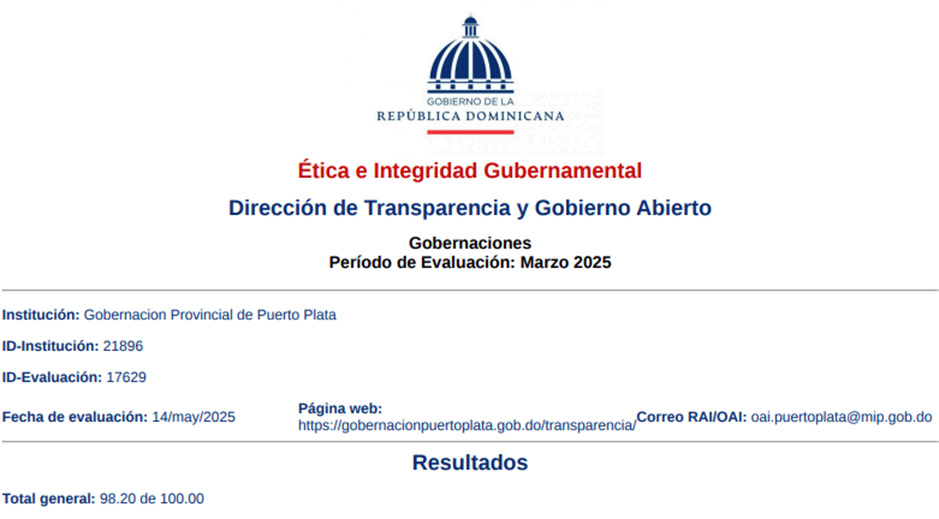 GOBIERNO DE LA
REPÚBLICA DOMINICANA
Ética e Integridad Gubernamental
Dirección de Transparencia y Gobierno Abierto
Gobernaciones
Período de Evaluación: Marzo 2025
Institución: Gobernacion Provincial de Puerto Plata
ID-Institución: 21896
ID-Evaluación: 17629
Fecha de evaluación: 14/may/2025
Página web:
https://gobernacionpuertoplata.gob.do/transparencia/
Correo RAI/OAI: oai.puertoplata@mip.gob.do
Resultados
Total general: 98.20 de 100.00